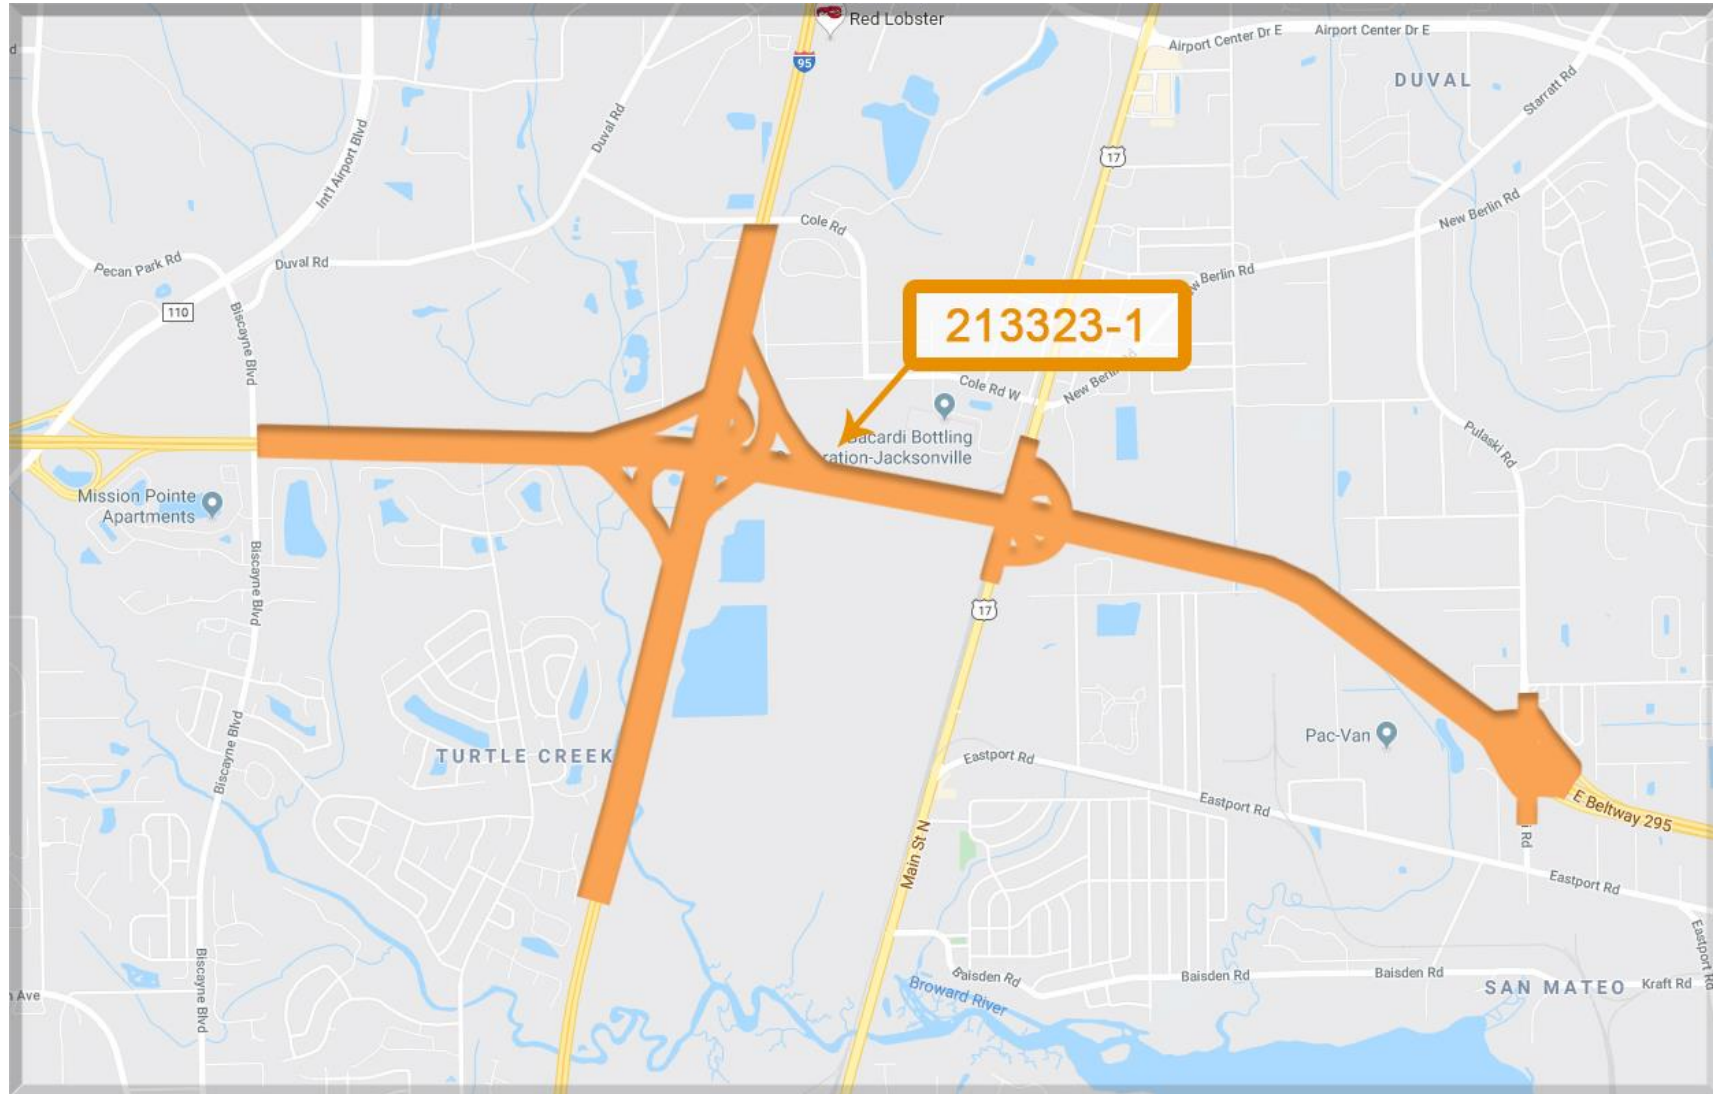 Red Lobster
95
Airport Center Dr E
Airport Center Dr E
DUVAL
Starratt Rd
Duval Rd
Int'l Airport Blvd
17
New Berlin Rd
Cole Rd
Pecan Park Rd
Duval Rd
Berlin Rd
110
Biscayne Blvd
213323-1
Cole Rd W
New Berlin Rd
Bacardi Bottling
ration-Jacksonville
Pulaski Rd
Mission Pointe
Apartments
Biscayne Blvd
17
Biscayne Blvd
TURTLE CREEK
Pac-Van
Eastport Rd
Eastport Rd
E Beltway 295
i Rd
Main St N
Eastport Rd
Eastport Rd
Biscayne Blvd
n Ave
Baisden Rd
Baisden Rd
Baisden Rd
Broward River
SAN MATEO
Kraft Rd